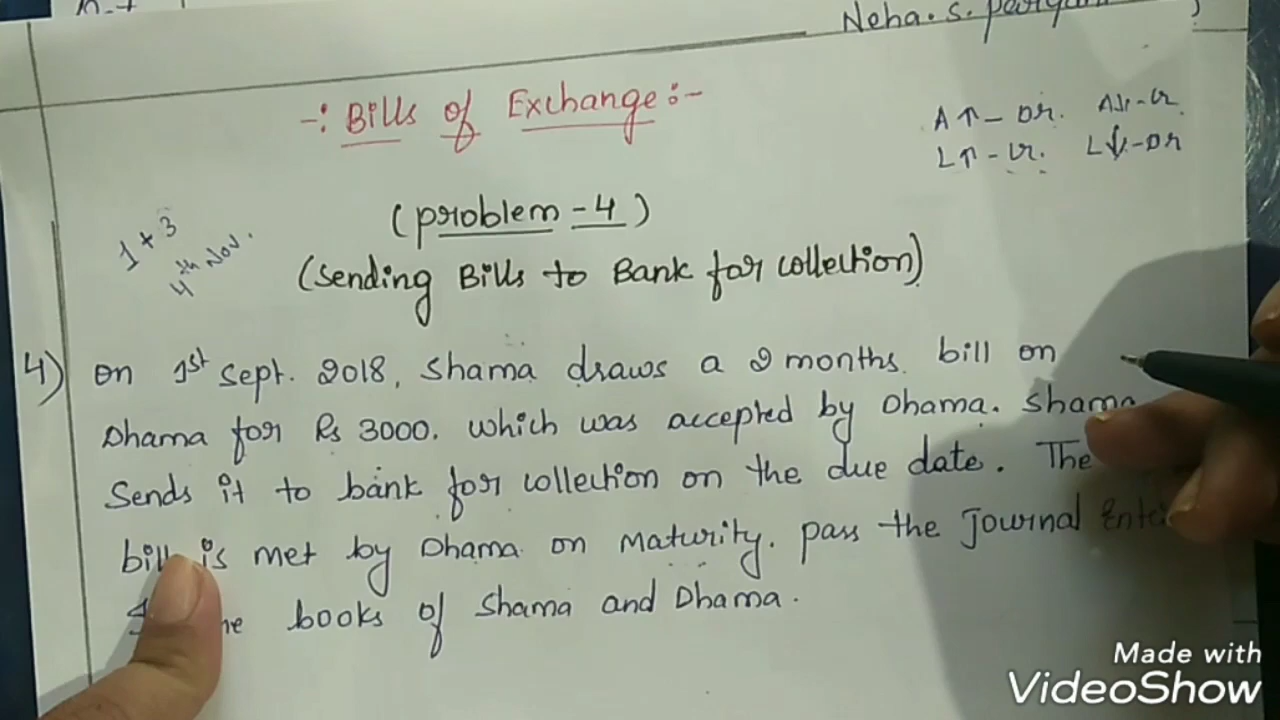 Neha. S.
-: Bills of Exchange :-
A↑ - Dr. A↓ - Cr.
L↑ - Cr. L↓ - Dr
(problem - 4)
1 + 3
4th Nov.
(Sending Bills to Bank for collection)
4) On 1st Sept. 2018, Shama draws a 2 months bill on
Dhama for Rs 3000. which was accepted by Dhama. Shama
Sends it to bank for collection on the due date. The
bill is met by Dhama on maturity. pass the Journal
books of Shama and Dhama.
Made with
VideoShow